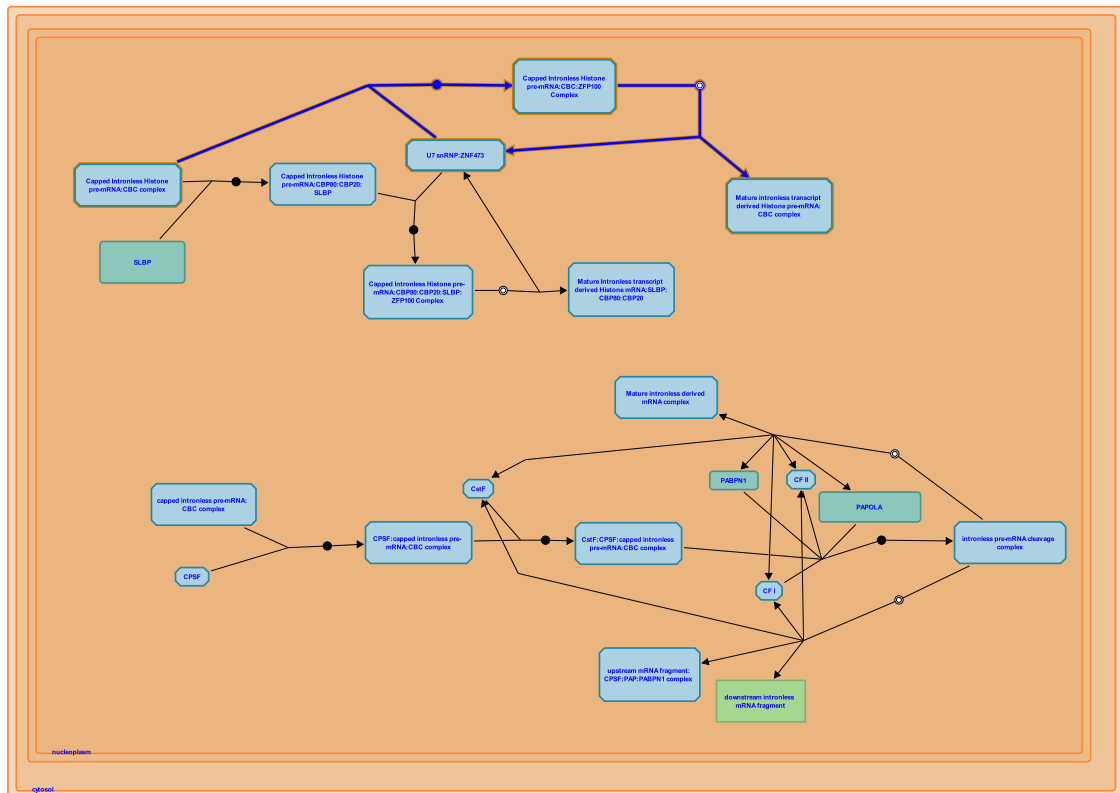 Capped Intronless Histone
pre-mRNA:CBC:ZFP100
Complex
U7 snRNP:ZNF473
Capped Intronless Histone
pre-mRNA:CBC complex
Capped Intronless Histone
pre-mRNA:CBP80:CBP20:
SLBP
Mature intronless transcript
derived Histone pre-mRNA:
CBC complex
SLBP
Capped Intronless Histone pre-
mRNA:CBP80:CBP20:SLBP:
ZFP100 Complex
Mature Intronless transcript
derived Histone mRNA:SLBP:
CBP80:CBP20
Mature intronless derived
mRNA complex
PABPN1
CF II
CstF
PAPOLA
capped intronless pre-mRNA:
CBC complex
CPSF:capped intronless pre-
mRNA:CBC complex
CstF:CPSF:capped intronless
pre-mRNA:CBC complex
intronless pre-mRNA cleavage
complex
CPSF
CF I
upstream mRNA fragment:
CPSF:PAP:PABPN1 complex
downstream intronless
mRNA fragment
nucleoplasm
cytosol